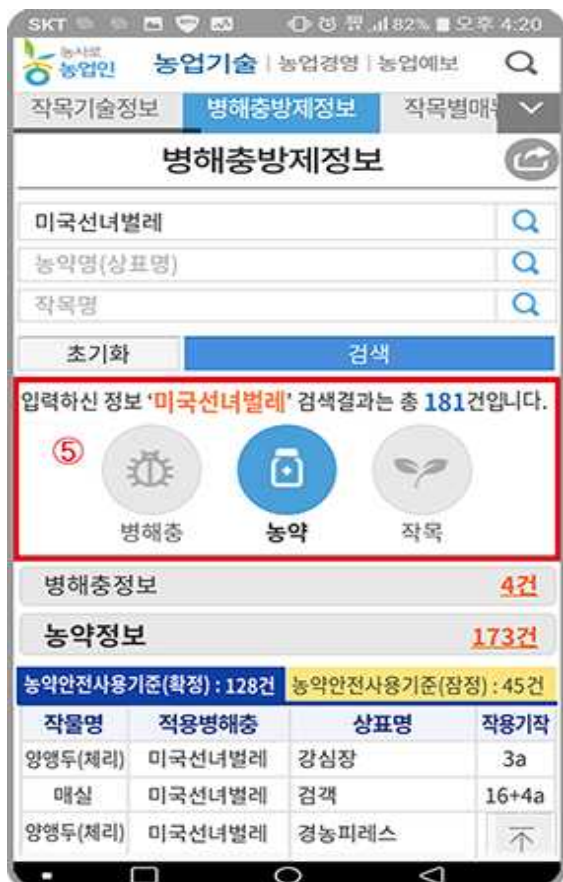 SKT 82% 오후 4:20
농사로
농업인 농업기술 | 농업경영 | 농업예보
작목기술정보 병해충방제정보 작목별매뉴
병해충방제정보
미국선녀벌레
농약명(상표명)
작목명
초기화 검색
입력하신 정보 '미국선녀벌레' 검색결과는 총 181건입니다.
⑤
병해충 농약 작목
병해충정보 4건
농약정보 173건
농약안전사용기준(확정) : 128건 농약안전사용기준(잠정) : 45건
작물명 적용병해충 상표명 작용기작
양앵두(체리) 미국선녀벌레 강심장 3a
매실 미국선녀벌레 검객 16+4a
양앵두(체리) 미국선녀벌레 경농피레스